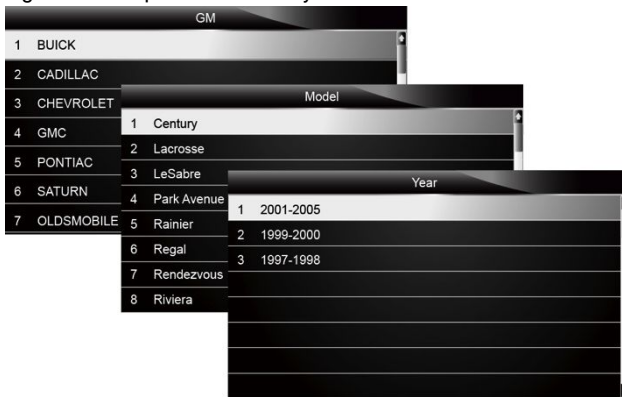 GM
1 BUICK
2 CADILLAC
3 CHEVROLET
4 GMC
5 PONTIAC
6 SATURN
7 OLDSMOBILE
Model
1 Century
2 Lacrosse
3 LeSabre
4 Park Avenue
5 Rainier
6 Regal
7 Rendezvous
8 Riviera
Year
1 2001-2005
2 1999-2000
3 1997-1998